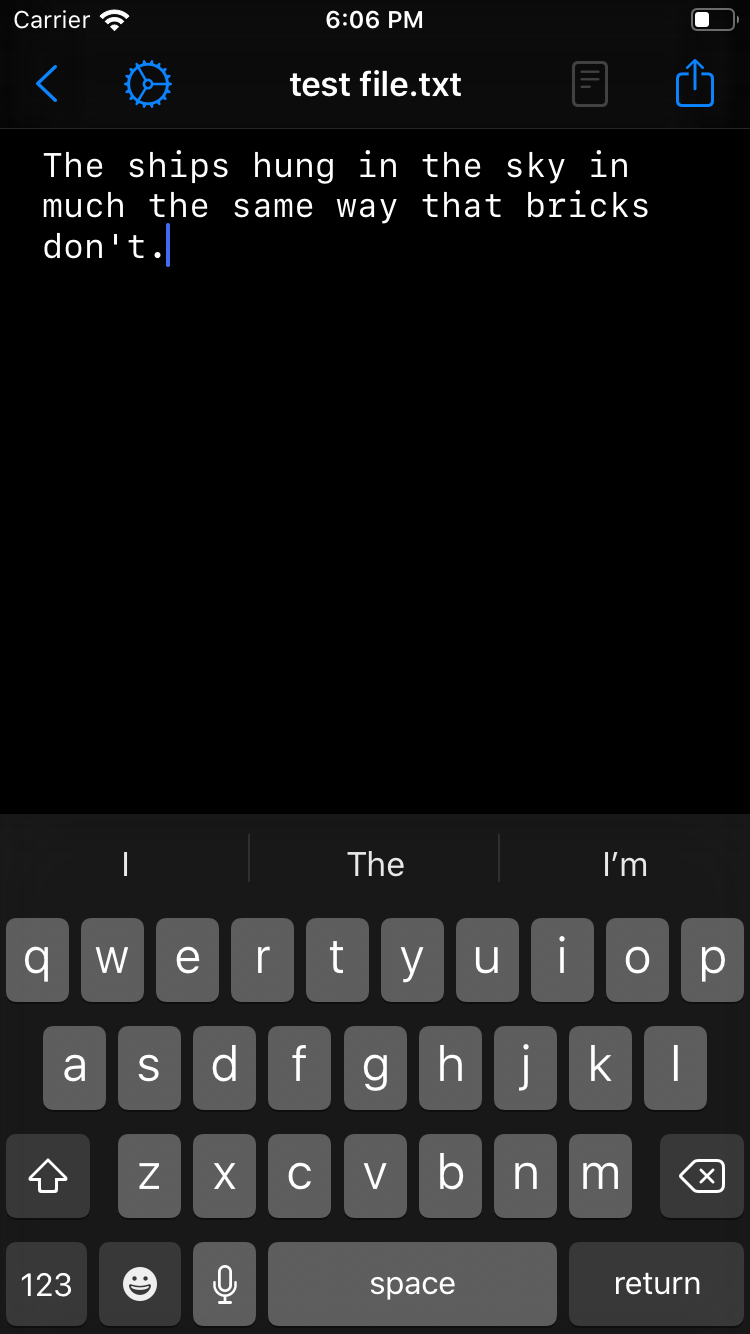 Carrier 6:06 PM
test file.txt
The ships hung in the sky in
much the same way that bricks
don't.
I The I’m
q w e r t y u i o p
a s d f g h j k l
z x c v b n m
123 space return